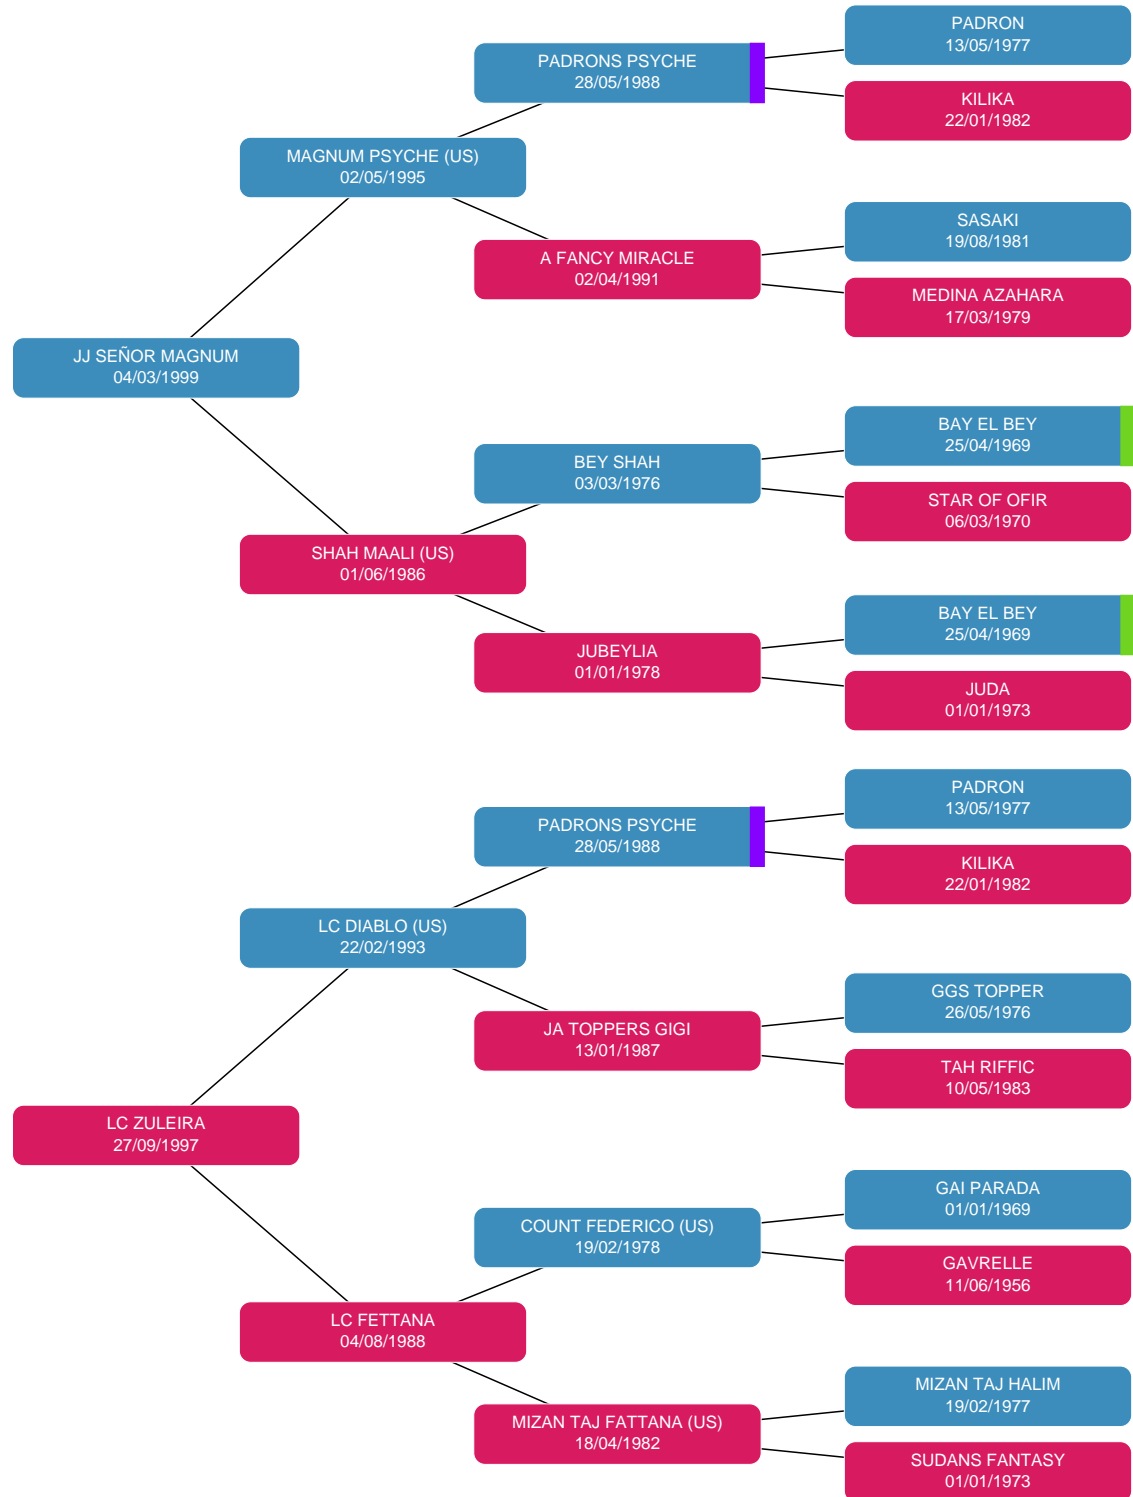 PADRON
13/05/1977
PADRONS PSYCHE
28/05/1988
KILIKA
22/01/1982
MAGNUM PSYCHE (US)
02/05/1995
SASAKI
19/08/1981
A FANCY MIRACLE
02/04/1991
MEDINA AZAHARA
17/03/1979
JJ SEÑOR MAGNUM
04/03/1999
BAY EL BEY
25/04/1969
BEY SHAH
03/03/1976
STAR OF OFIR
06/03/1970
SHAH MAALI (US)
01/06/1986
BAY EL BEY
25/04/1969
JUBEYLIA
01/01/1978
JUDA
01/01/1973
PADRON
13/05/1977
PADRONS PSYCHE
28/05/1988
KILIKA
22/01/1982
LC DIABLO (US)
22/02/1993
GGS TOPPER
26/05/1976
JA TOPPERS GIGI
13/01/1987
TAH RIFFIC
10/05/1983
LC ZULEIRA
27/09/1997
GAI PARADA
01/01/1969
COUNT FEDERICO (US)
19/02/1978
GAVRELLE
11/06/1956
LC FETTANA
04/08/1988
MIZAN TAJ HALIM
19/02/1977
MIZAN TAJ FATTANA (US)
18/04/1982
SUDANS FANTASY
01/01/1973